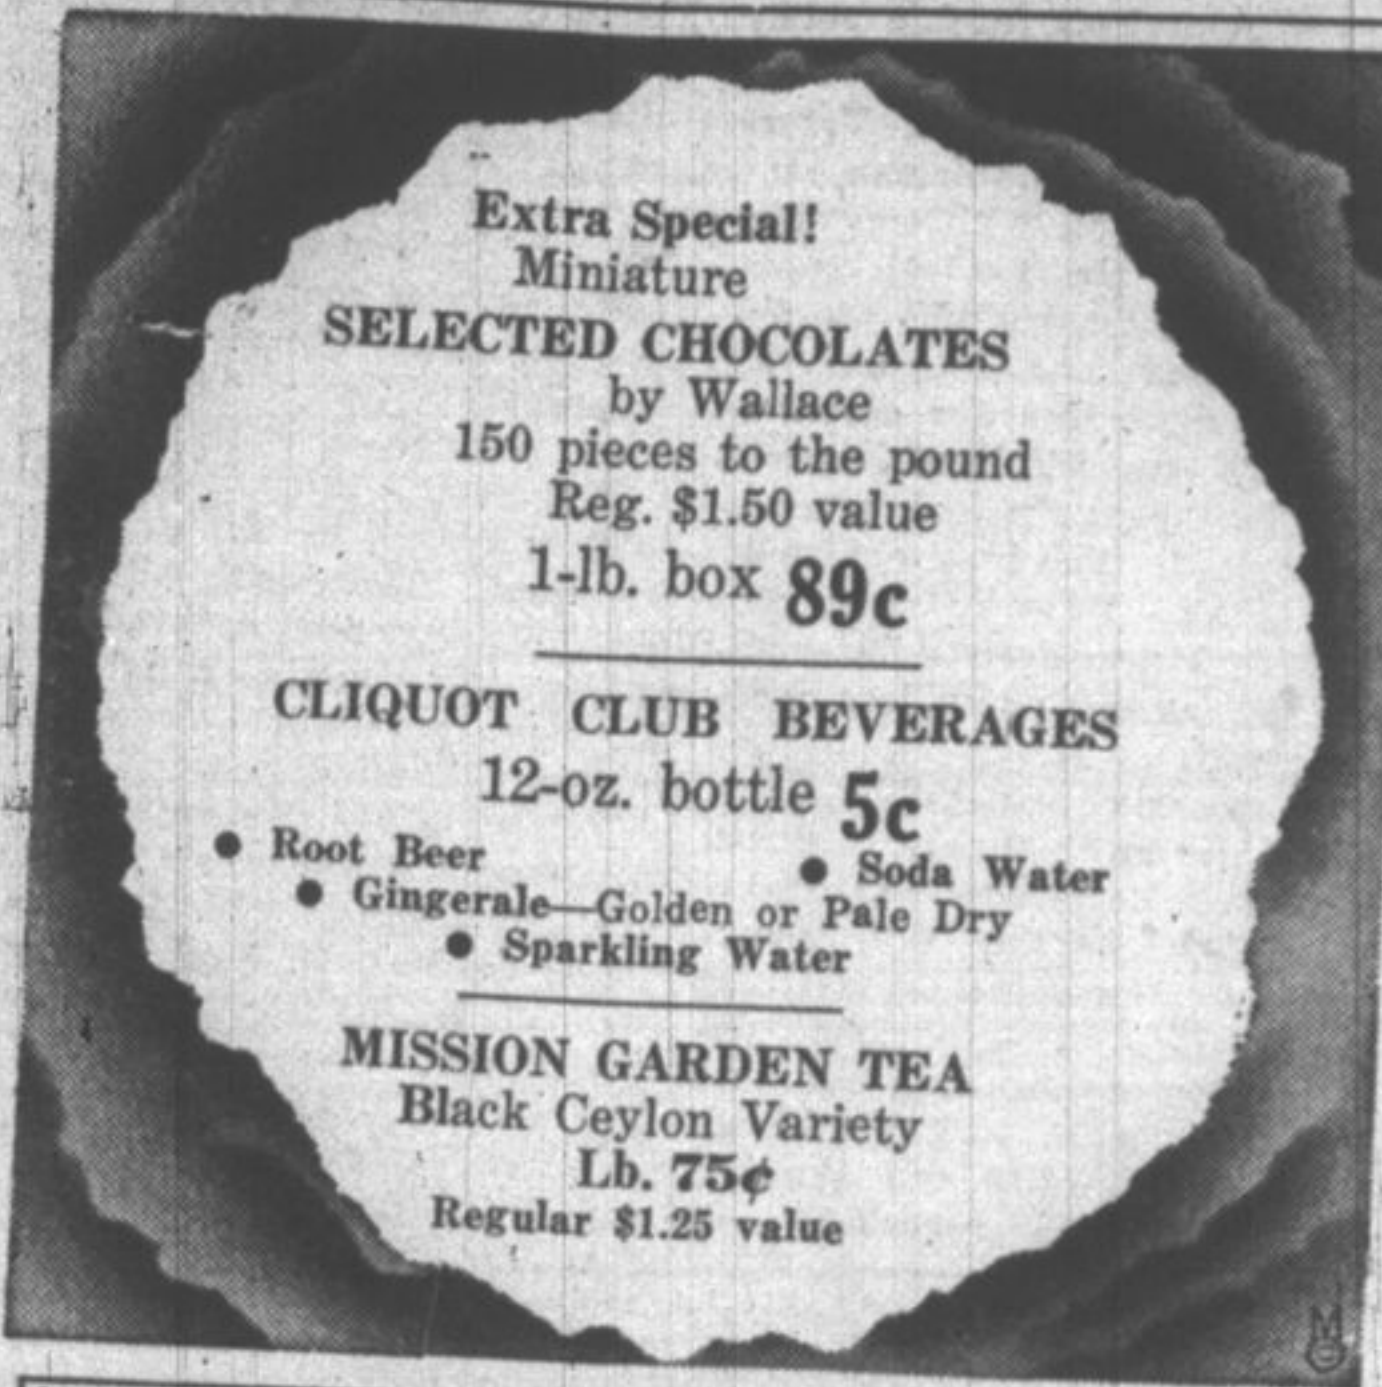 Extra Special!
Miniature
SELECTED CHOCOLATES
by Wallace
150 pieces to the pound
Reg. $1.50 value
1-lb. box 89c
CLIQUOT CLUB BEVERAGES
12-oz. bottle 5c
● Root Beer
● Soda Water
● Gingerale—Golden or Pale Dry
● Sparkling Water
MISSION GARDEN TEA
Black Ceylon Variety
Lb. 75¢
Regular $1.25 value